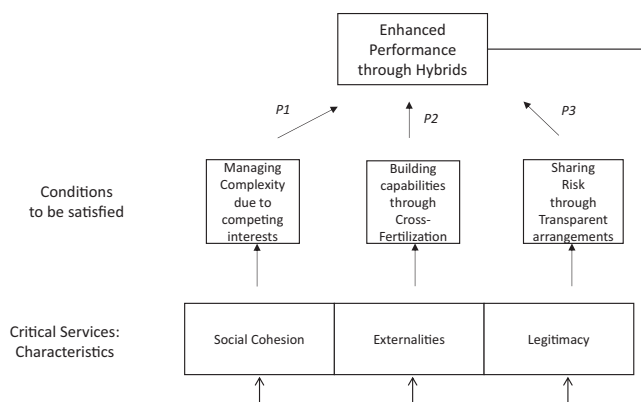 Enhanced
Performance
through Hybrids
P1
P2
P3
Conditions
to be satisfied
Managing
Complexity
due to
competing
interests
Building
capabilities
through
Cross-
Fertilization
Sharing
Risk
through
Transparent
arrangements
Critical Services:
Characteristics
Social Cohesion
Externalities
Legitimacy